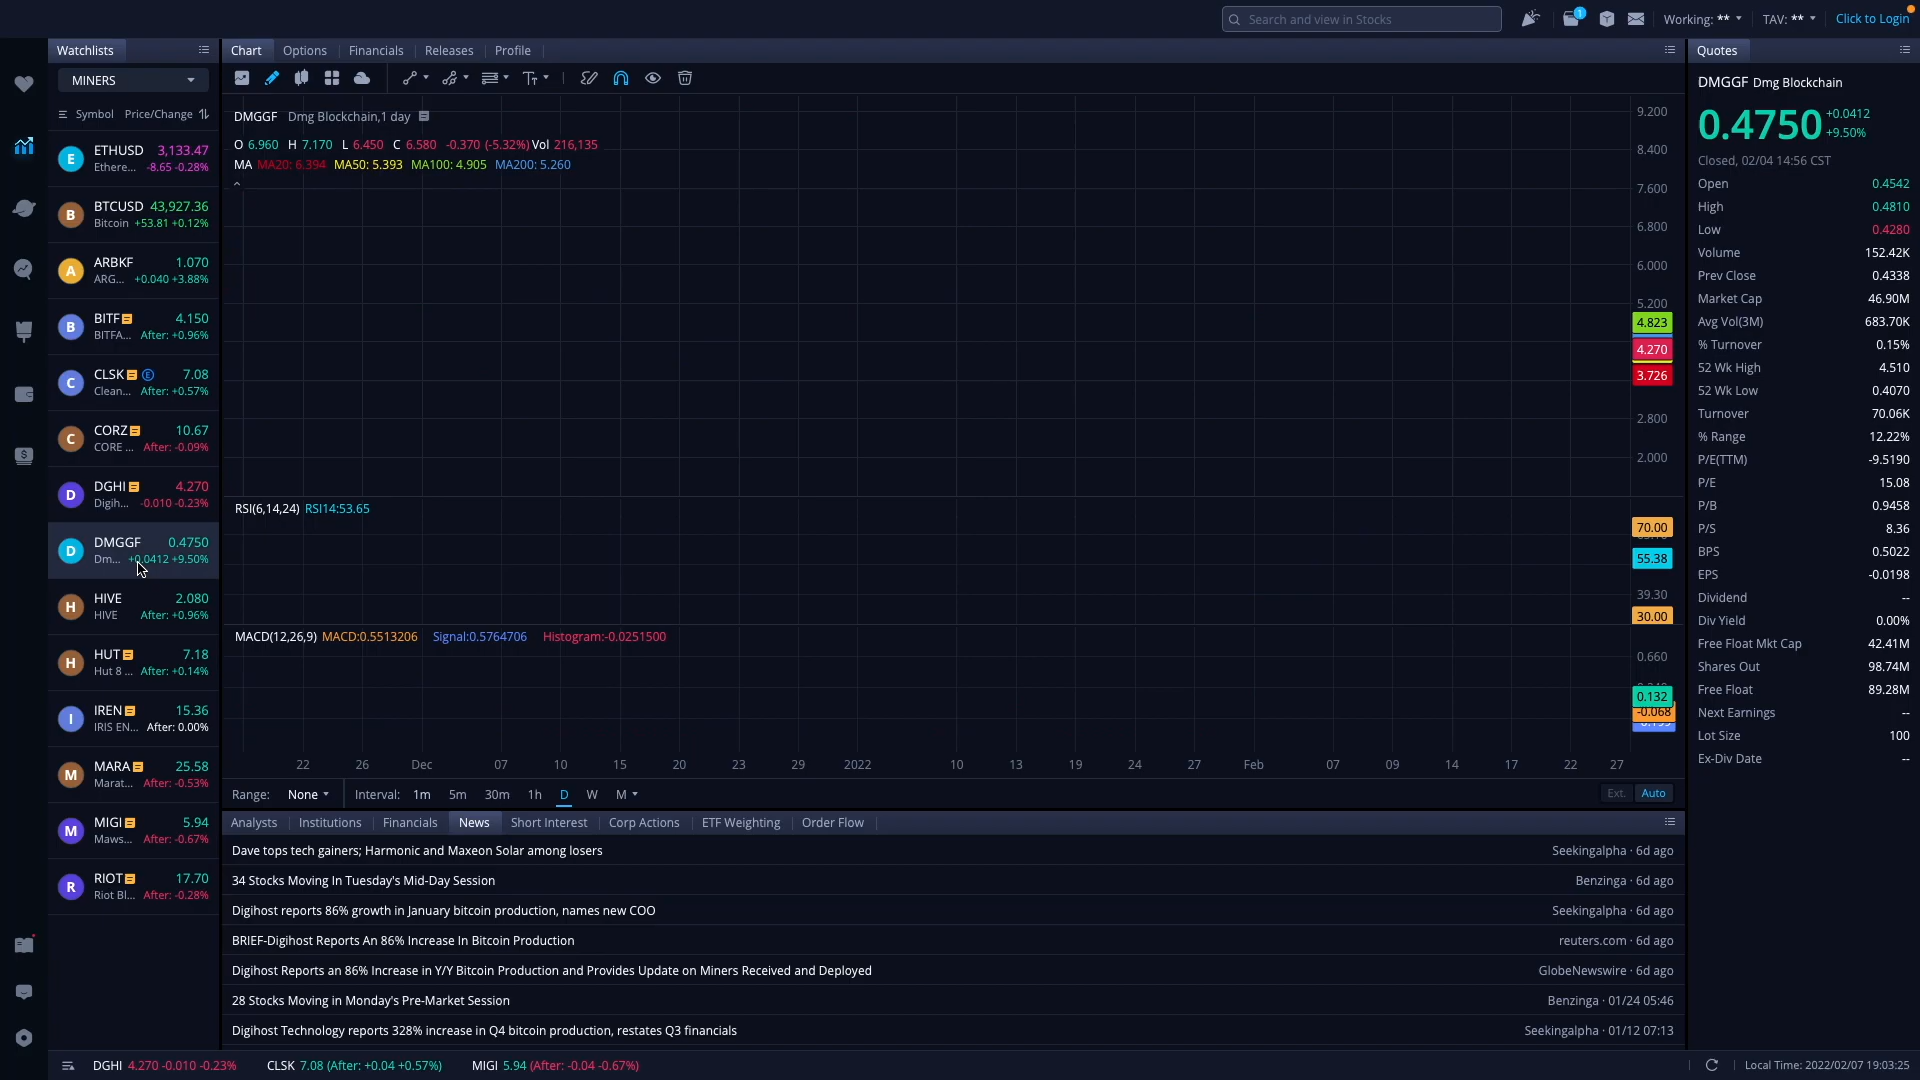 Search and view in Stocks
1
Working: **
TAV: **
Click to Login
Watchlists
MINERS
Symbol Price/Change
E ETHUSD 3,133.47
Ethere... -8.65 -0.28%
B BTCUSD 43,927.36
Bitcoin +53.81 +0.12%
A ARBKF 1.070
ARG... +0.040 +3.88%
B BITF 4.150
BITFA... After: +0.96%
C CLSK E 7.08
Clean... After: +0.57%
C CORZ 10.67
CORE ... After: -0.09%
D DGHI 4.270
Digih... -0.010 -0.23%
D DMGGF 0.4750
Dm... +0.0412 +9.50%
H HIVE 2.080
HIVE After: +0.96%
H HUT 7.18
Hut 8 ... After: +0.14%
I IREN 15.36
IRIS EN... After: 0.00%
M MARA 25.58
Marat... After: -0.53%
M MIGI 5.94
Maws... After: -0.67%
R RIOT 17.70
Riot Bl... After: -0.28%
Chart Options Financials Releases Profile
DMGGF Dmg Blockchain,1 day
O 6.960 H 7.170 L 6.450 C 6.580 -0.370 (-5.32%) Vol 216,135
MA MA20: 6.394 MA50: 5.393 MA100: 4.905 MA200: 5.260
9.200
8.400
7.600
6.800
6.000
5.200
4.823
4.270
3.726
2.800
2.000
RSI(6,14,24) RSI14:53.65
70.00
55.38
39.30
30.00
MACD(12,26,9) MACD:0.5513206 Signal:0.5764706 Histogram:-0.0251500
0.660
0.132
-0.068
22 26 Dec 07 10 15 20 23 29 2022 10 13 19 24 27 Feb 07 09 14 17 22 27
Range: None Interval: 1m 5m 30m 1h D W M Ext. Auto
Analysts Institutions Financials News Short Interest Corp Actions ETF Weighting Order Flow
Dave tops tech gainers; Harmonic and Maxeon Solar among losers Seekingalpha · 6d ago
34 Stocks Moving In Tuesday's Mid-Day Session Benzinga · 6d ago
Digihost reports 86% growth in January bitcoin production, names new COO Seekingalpha · 6d ago
BRIEF-Digihost Reports An 86% Increase In Bitcoin Production reuters.com · 6d ago
Digihost Reports an 86% Increase in Y/Y Bitcoin Production and Provides Update on Miners Received and Deployed GlobeNewswire · 6d ago
28 Stocks Moving in Monday's Pre-Market Session Benzinga · 01/24 05:46
Digihost Technology reports 328% increase in Q4 bitcoin production, restates Q3 financials Seekingalpha · 01/12 07:13
Quotes
DMGGF Dmg Blockchain
0.4750 +0.0412
+9.50%
Closed, 02/04 14:56 CST
Open 0.4542
High 0.4810
Low 0.4280
Volume 152.42K
Prev Close 0.4338
Market Cap 46.90M
Avg Vol(3M) 683.70K
% Turnover 0.15%
52 Wk High 4.510
52 Wk Low 0.4070
Turnover 70.06K
% Range 12.22%
P/E(TTM) -9.5190
P/E 15.08
P/B 0.9458
P/S 8.36
BPS 0.5022
EPS -0.0198
Dividend --
Div Yield 0.00%
Free Float Mkt Cap 42.41M
Shares Out 98.74M
Free Float 89.28M
Next Earnings --
Lot Size 100
Ex-Div Date --
DGHI 4.270 -0.010 -0.23% CLSK 7.08 (After: +0.04 +0.57%) MIGI 5.94 (After: -0.04 -0.67%)
Local Time: 2022/02/07 19:03:25